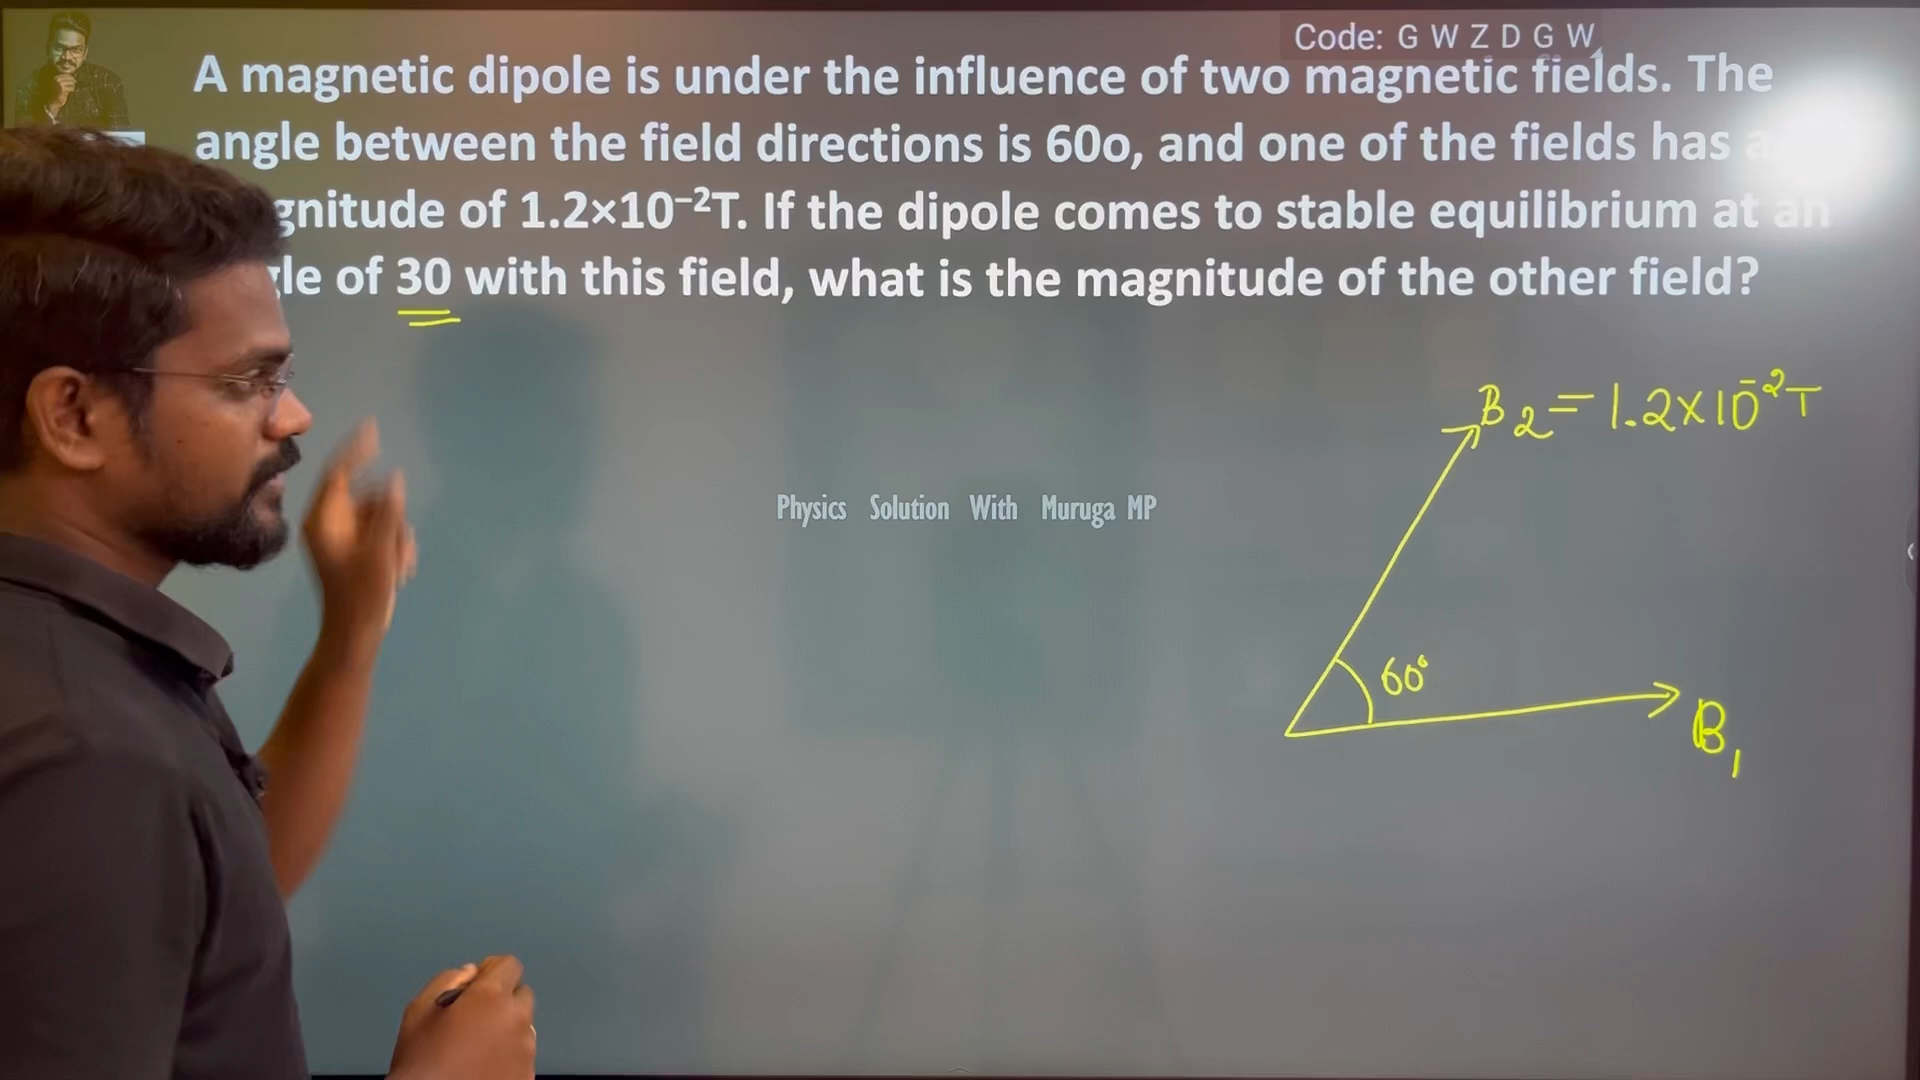 Code: G W Z D G W
A magnetic dipole is under the influence of two magnetic fields. The
angle between the field directions is 60o, and one of the fields has a
gnitude of 1.2×10⁻²T. If the dipole comes to stable equilibrium at an
gle of 30 with this field, what is the magnitude of the other field?
B₂ = 1.2×10⁻²T
Physics Solution With Muruga MP
60°
B₁